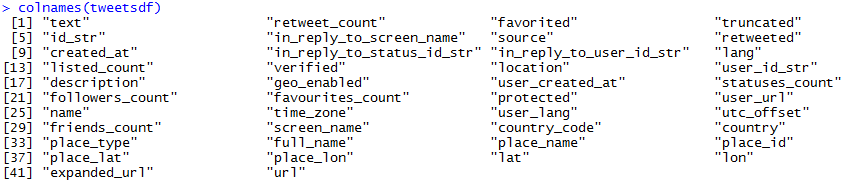 > colnames(tweetsdf)
 [1] "text"                      "retweet_count"             "favorited"                 "truncated"
 [5] "id_str"                    "in_reply_to_screen_name"   "source"                    "retweeted"
 [9] "created_at"                "in_reply_to_status_id_str" "in_reply_to_user_id_str"   "lang"
[13] "listed_count"              "verified"                  "location"                  "user_id_str"
[17] "description"               "geo_enabled"               "user_created_at"           "statuses_count"
[21] "followers_count"           "favourites_count"          "protected"                 "user_url"
[25] "name"                      "time_zone"                 "user_lang"                 "utc_offset"
[29] "friends_count"             "screen_name"               "country_code"              "country"
[33] "place_type"                "full_name"                 "place_name"                "place_id"
[37] "place_lat"                 "place_lon"                 "lat"                       "lon"
[41] "expanded_url"              "url"